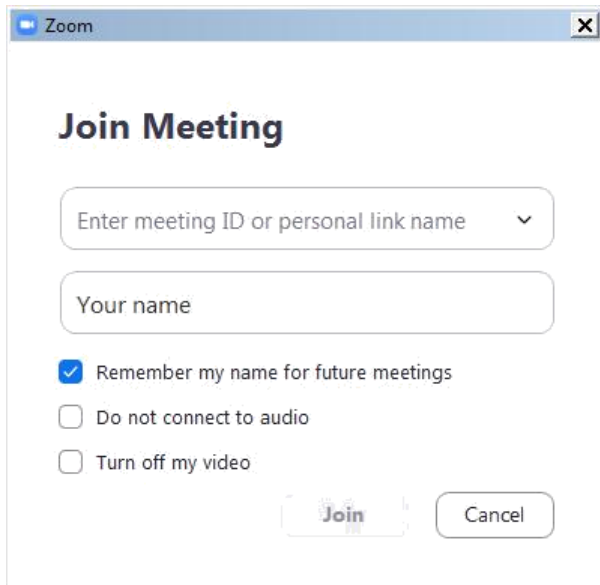 Zoom
Join Meeting
Enter meeting ID or personal link name
Your name
Remember my name for future meetings
Do not connect to audio
Turn off my video
Join Cancel